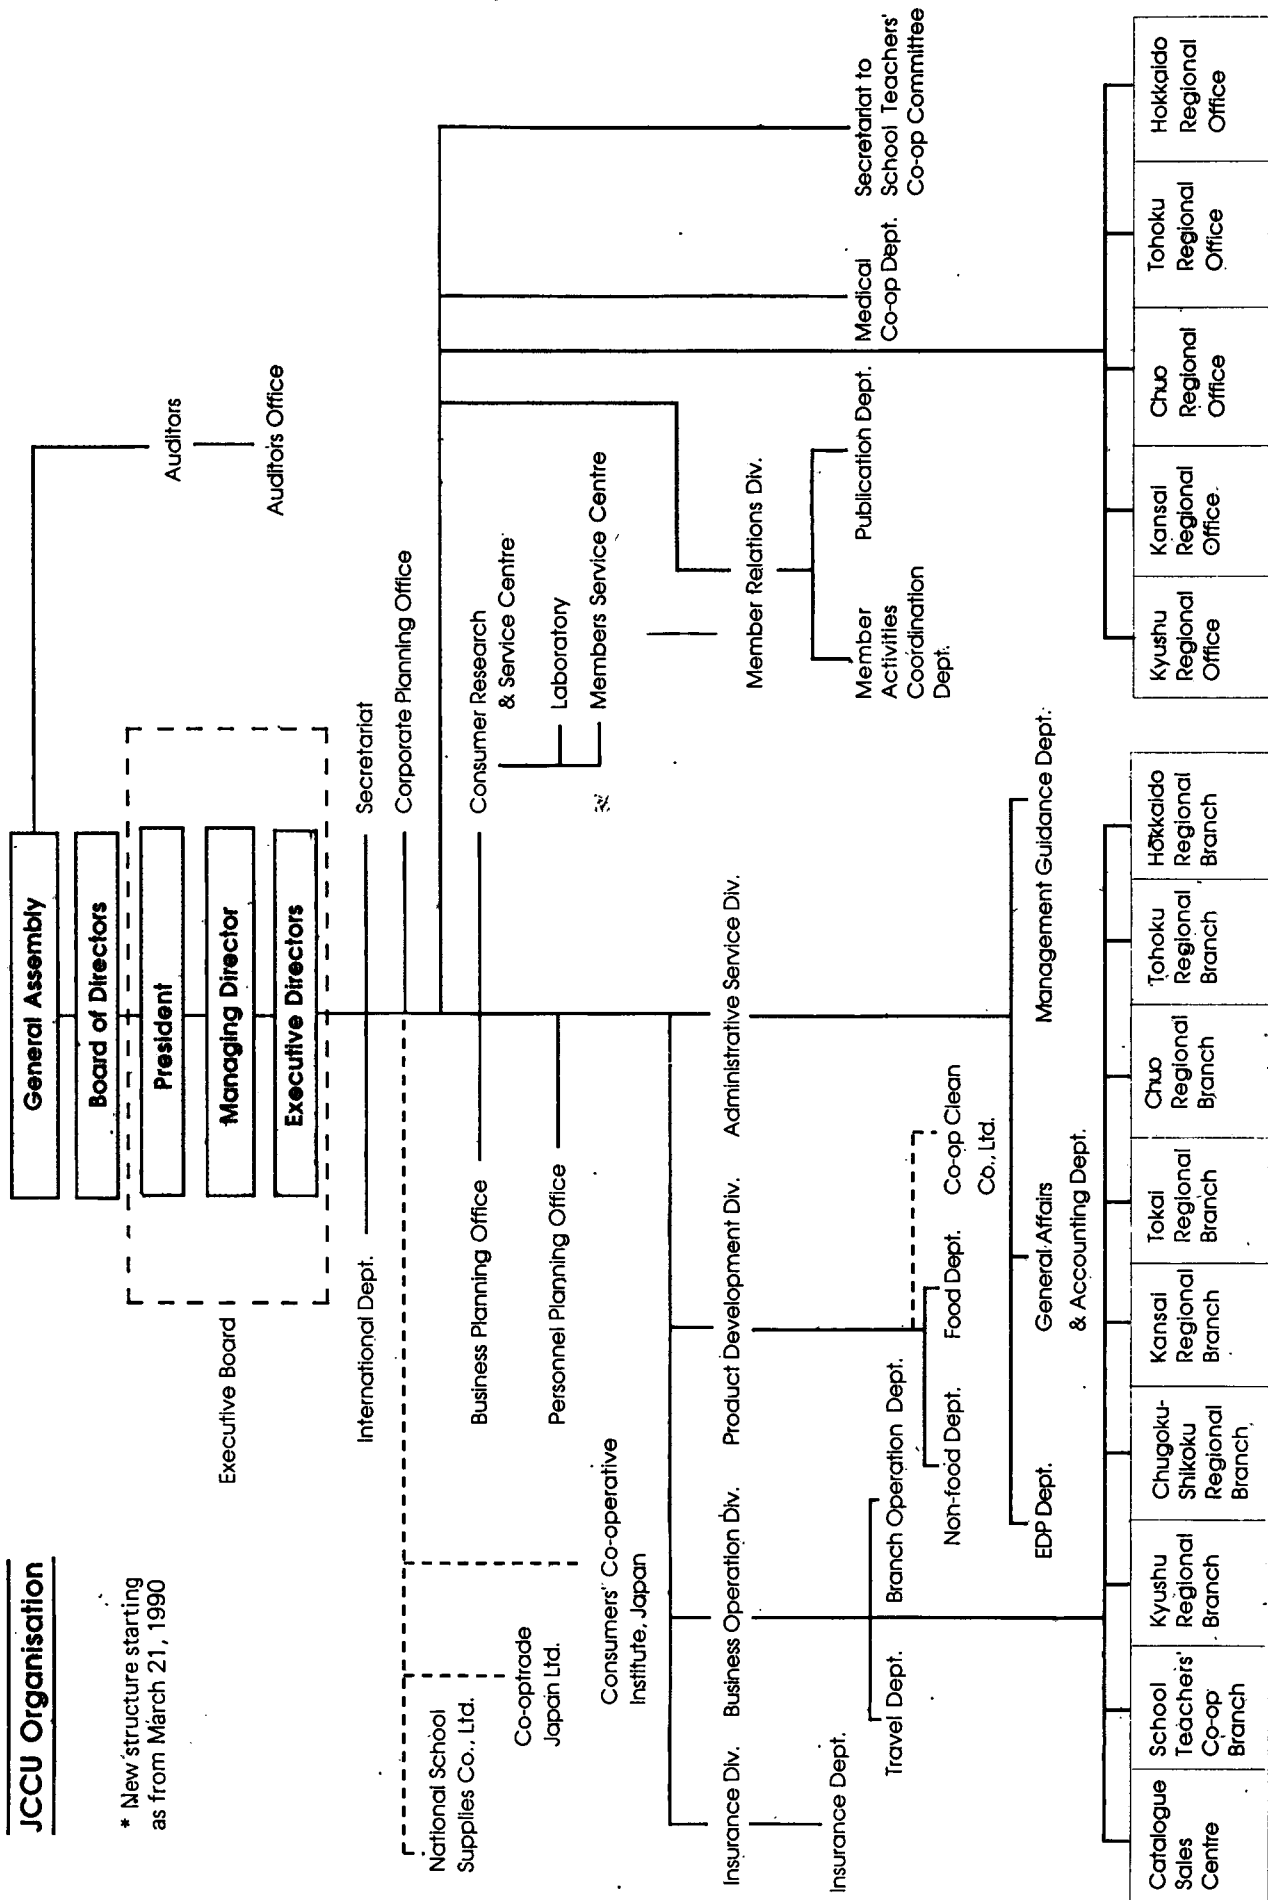 JCCU Organisation
* New structure starting
as from March 21, 1990
General Assembly
Board of Directors
President
Managing Director
Executive Directors
Executive Board
Auditors
Auditors Office
International Dept.
Secretariat
Corporate Planning Office
National School
Supplies Co., Ltd.
Co-optrade
Japan Ltd.
Consumers' Co-operative
Institute, Japan
Business Planning Office
Personnel Planning Office
Consumer Research
& Service Centre
Laboratory
Members Service Centre
Insurance Div.
Business Operation Div.
Product Development Div.
Administrative Service Div.
Member Relations Div.
Insurance Dept.
Travel Dept.
Branch Operation Dept.
Non-food Dept.
Food Dept.
Co-op Clean
Co., Ltd.
Member
Activities
Coordination
Dept.
Publication Dept.
Medical
Co-op Dept.
Secretariat to
School Teachers'
Co-op Committee
EDP Dept.
General Affairs
& Accounting Dept.
Management Guidance Dept.
Catalogue
Sales
Centre
School
Teachers'
Co-op
Branch
Kyushu
Regional
Branch
Chugoku-
Shikoku
Regional
Branch
Kansai
Regional
Branch
Tokai
Regional
Branch
Chuo
Regional
Branch
Tohoku
Regional
Branch
Hokkaido
Regional
Branch
Kyushu
Regional
Office
Kansai
Regional
Office
Chuo
Regional
Office
Tohoku
Regional
Office
Hokkaido
Regional
Office